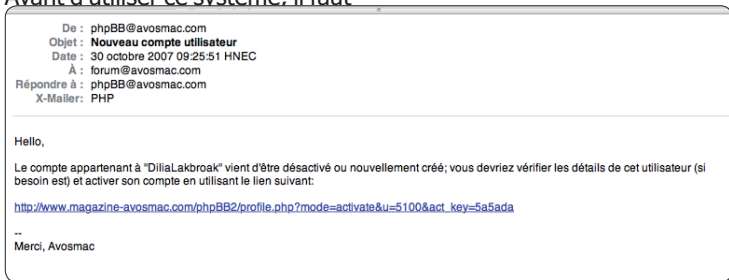 Avant d'utiliser ce système, il faut
De : phpBB@avosmac.com
Objet : Nouveau compte utilisateur
Date : 30 octobre 2007 09:25:51 HNEC
À : forum@avosmac.com
Répondre à : phpBB@avosmac.com
X-Mailer: PHP
Hello,
Le compte appartenant à "DiliaLakbroak" vient d'être désactivé ou nouvellement créé; vous devriez vérifier les détails de cet utilisateur (si
besoin est) et activer son compte en utilisant le lien suivant:
http://www.magazine-avosmac.com/phpBB2/profile.php?mode=activate&u=5100&act_key=5a5ada
--
Merci, Avosmac